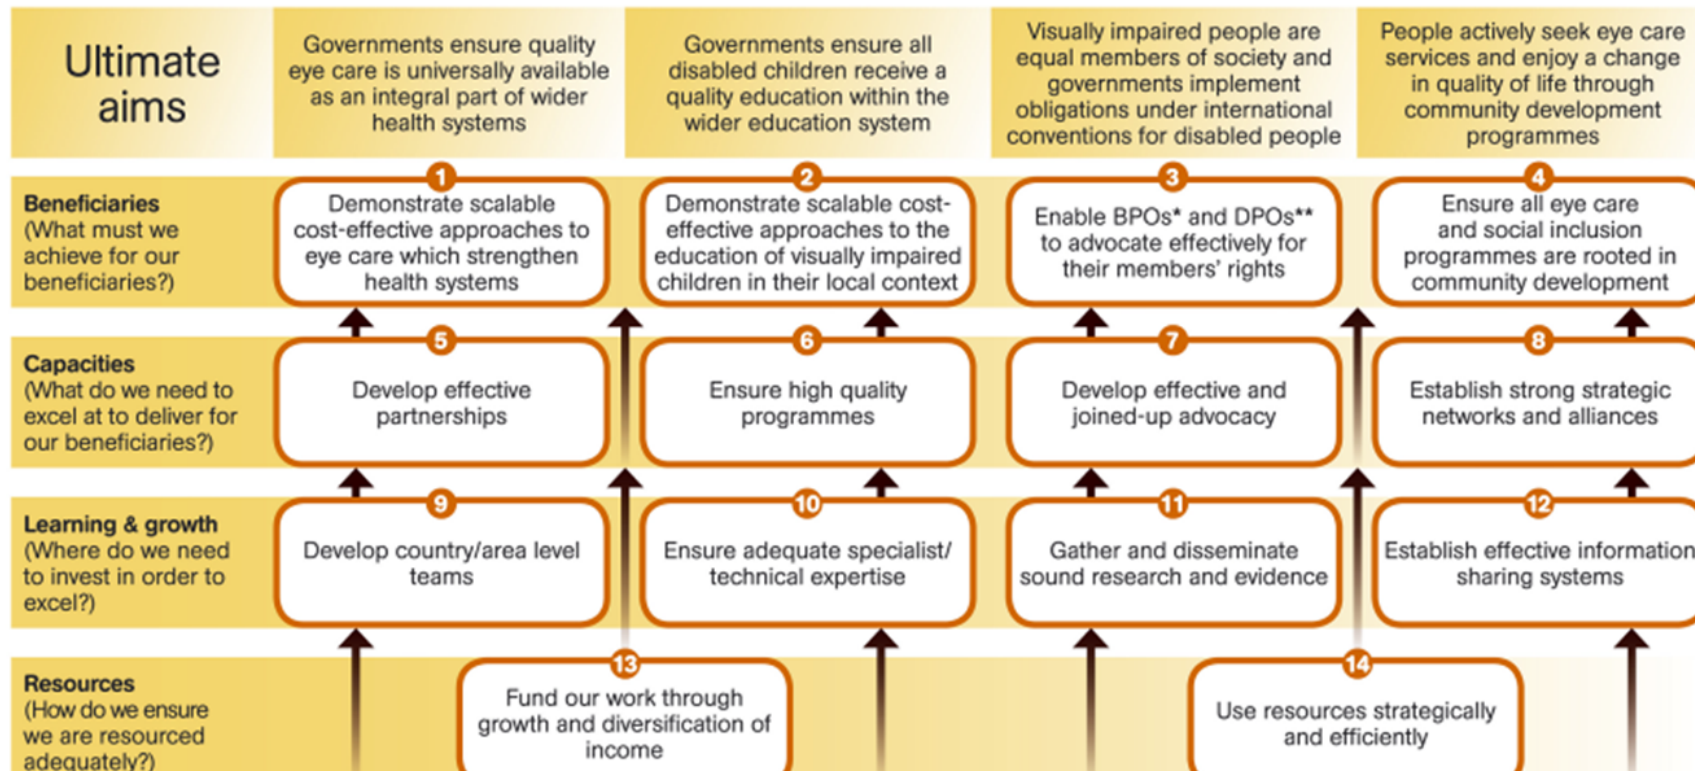 Ultimate
aims
Governments ensure quality
eye care is universally available
as an integral part of wider
health systems
Governments ensure all
disabled children receive a
quality education within the
wider education system
Visually impaired people are
equal members of society and
governments implement
obligations under international
conventions for disabled people
People actively seek eye care
services and enjoy a change
in quality of life through
community development
programmes
Beneficiaries
(What must we
achieve for our
beneficiaries?)
1
Demonstrate scalable
cost-effective approaches to
eye care which strengthen
health systems
2
Demonstrate scalable cost-
effective approaches to the
education of visually impaired
children in their local context
3
Enable BPOs* and DPOs**
to advocate effectively for
their members' rights
4
Ensure all eye care
and social inclusion
programmes are rooted in
community development
Capacities
(What do we need to
excel at to deliver for
our beneficiaries?)
5
Develop effective
partnerships
6
Ensure high quality
programmes
7
Develop effective and
joined-up advocacy
8
Establish strong strategic
networks and alliances
Learning & growth
(Where do we need
to invest in order to
excel?)
9
Develop country/area level
teams
10
Ensure adequate specialist/
technical expertise
11
Gather and disseminate
sound research and evidence
12
Establish effective information
sharing systems
Resources
(How do we ensure
we are resourced
adequately?)
13
Fund our work through
growth and diversification of
income
14
Use resources strategically
and efficiently